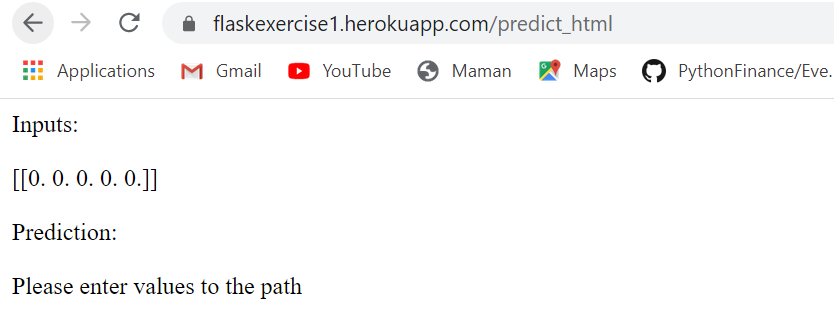 flaskexercise1.herokuapp.com/predict_html
Applications Gmail YouTube Maman Maps PythonFinance/Eve.
Inputs:
[[0. 0. 0. 0. 0.]]
Prediction:
Please enter values to the path